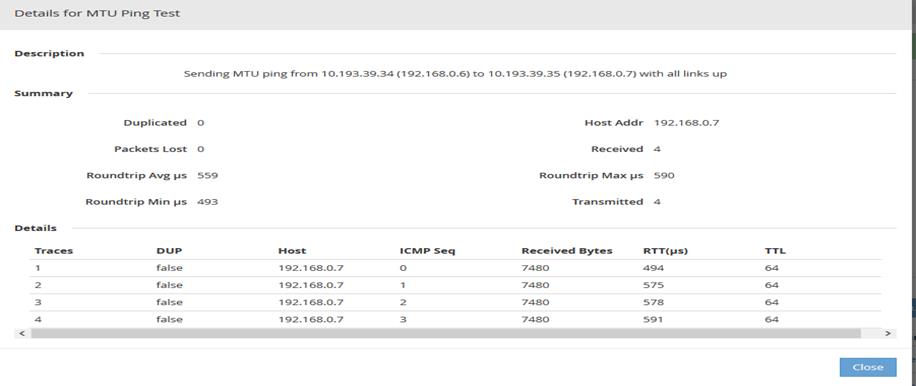 Details for MTU Ping Test
Description
Sending MTU ping from 10.193.39.34 (192.168.0.6) to 10.193.39.35 (192.168.0.7) with all links up
Summary
Duplicated 0 Host Addr 192.168.0.7
Packets Lost 0 Received 4
Roundtrip Avg µs 559 Roundtrip Max µs 590
Roundtrip Min µs 493 Transmitted 4
Details
Traces DUP Host ICMP Seq Received Bytes RTT(µs) TTL
1 false 192.168.0.7 0 7480 494 64
2 false 192.168.0.7 1 7480 575 64
3 false 192.168.0.7 2 7480 578 64
4 false 192.168.0.7 3 7480 591 64
Close